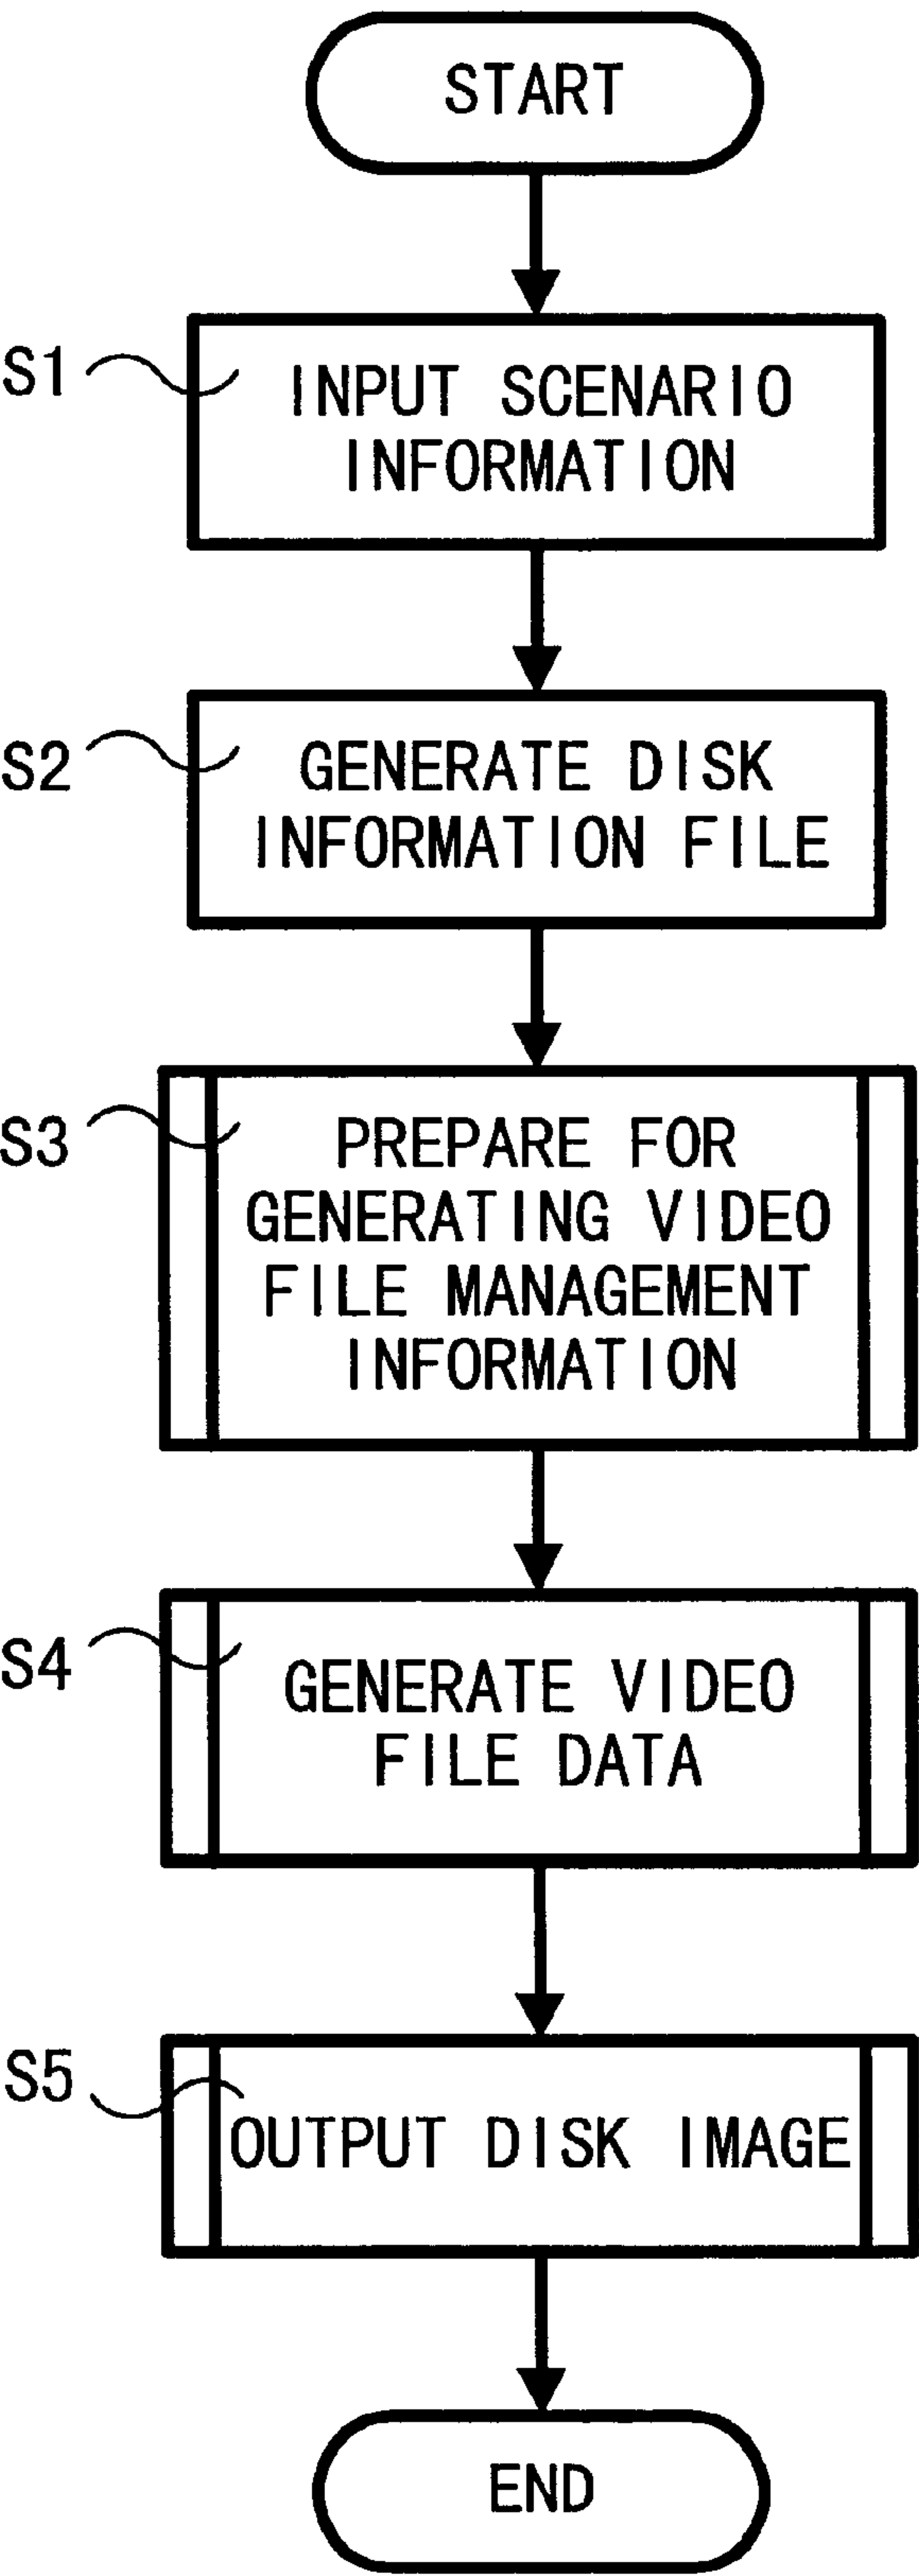 START
S1
INPUT SCENARIO
INFORMATION
S2
GENERATE DISK
INFORMATION FILE
S3
PREPARE FOR
GENERATING VIDEO
FILE MANAGEMENT
INFORMATION
S4
GENERATE VIDEO
FILE DATA
S5
OUTPUT DISK IMAGE
END